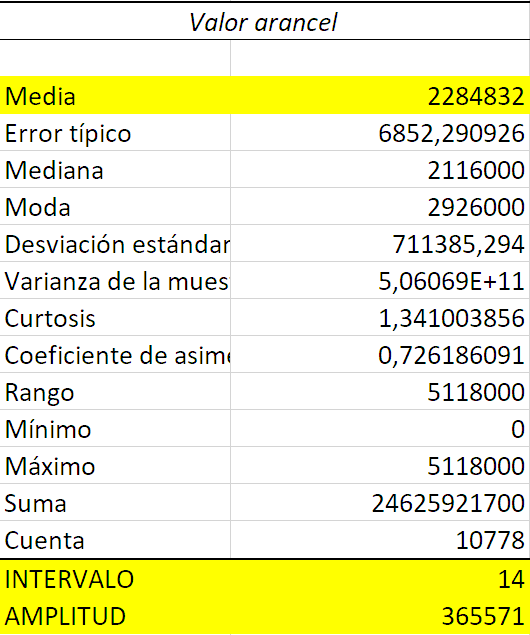 Valor arancel
Media 2284832
Error típico 6852,290926
Mediana 2116000
Moda 2926000
Desviación estándar 711385,294
Varianza de la mues 5,06069E+11
Curtosis 1,341003856
Coeficiente de asime 0,726186091
Rango 5118000
Mínimo 0
Máximo 5118000
Suma 24625921700
Cuenta 10778
INTERVALO 14
AMPLITUD 365571